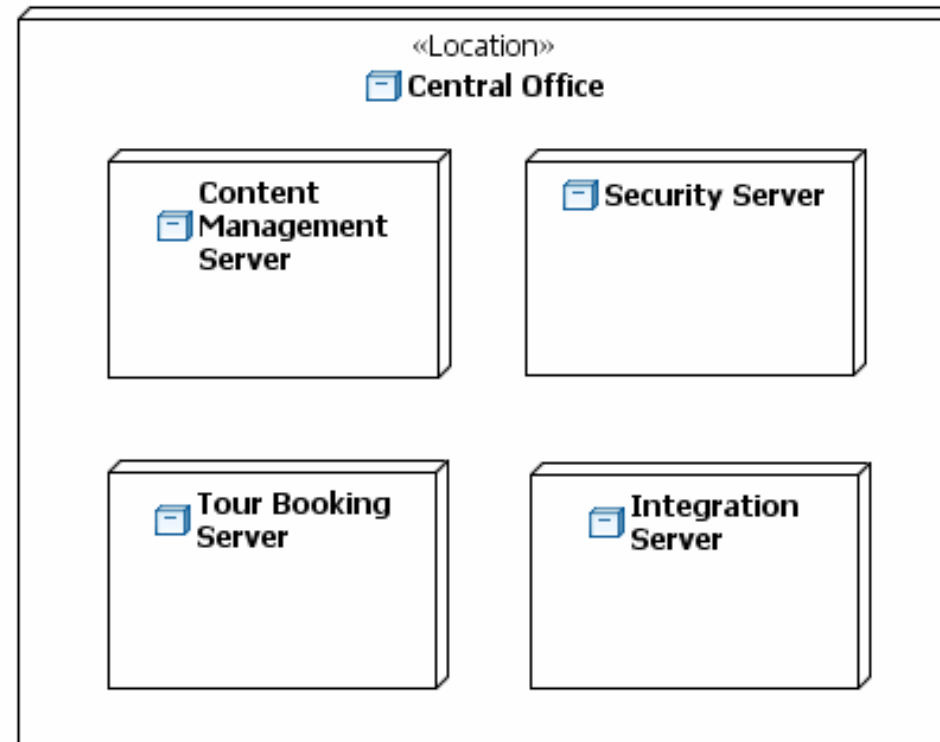 «Location»
Central Office
Content
Management
Server
Security Server
Tour Booking
Server
Integration
Server